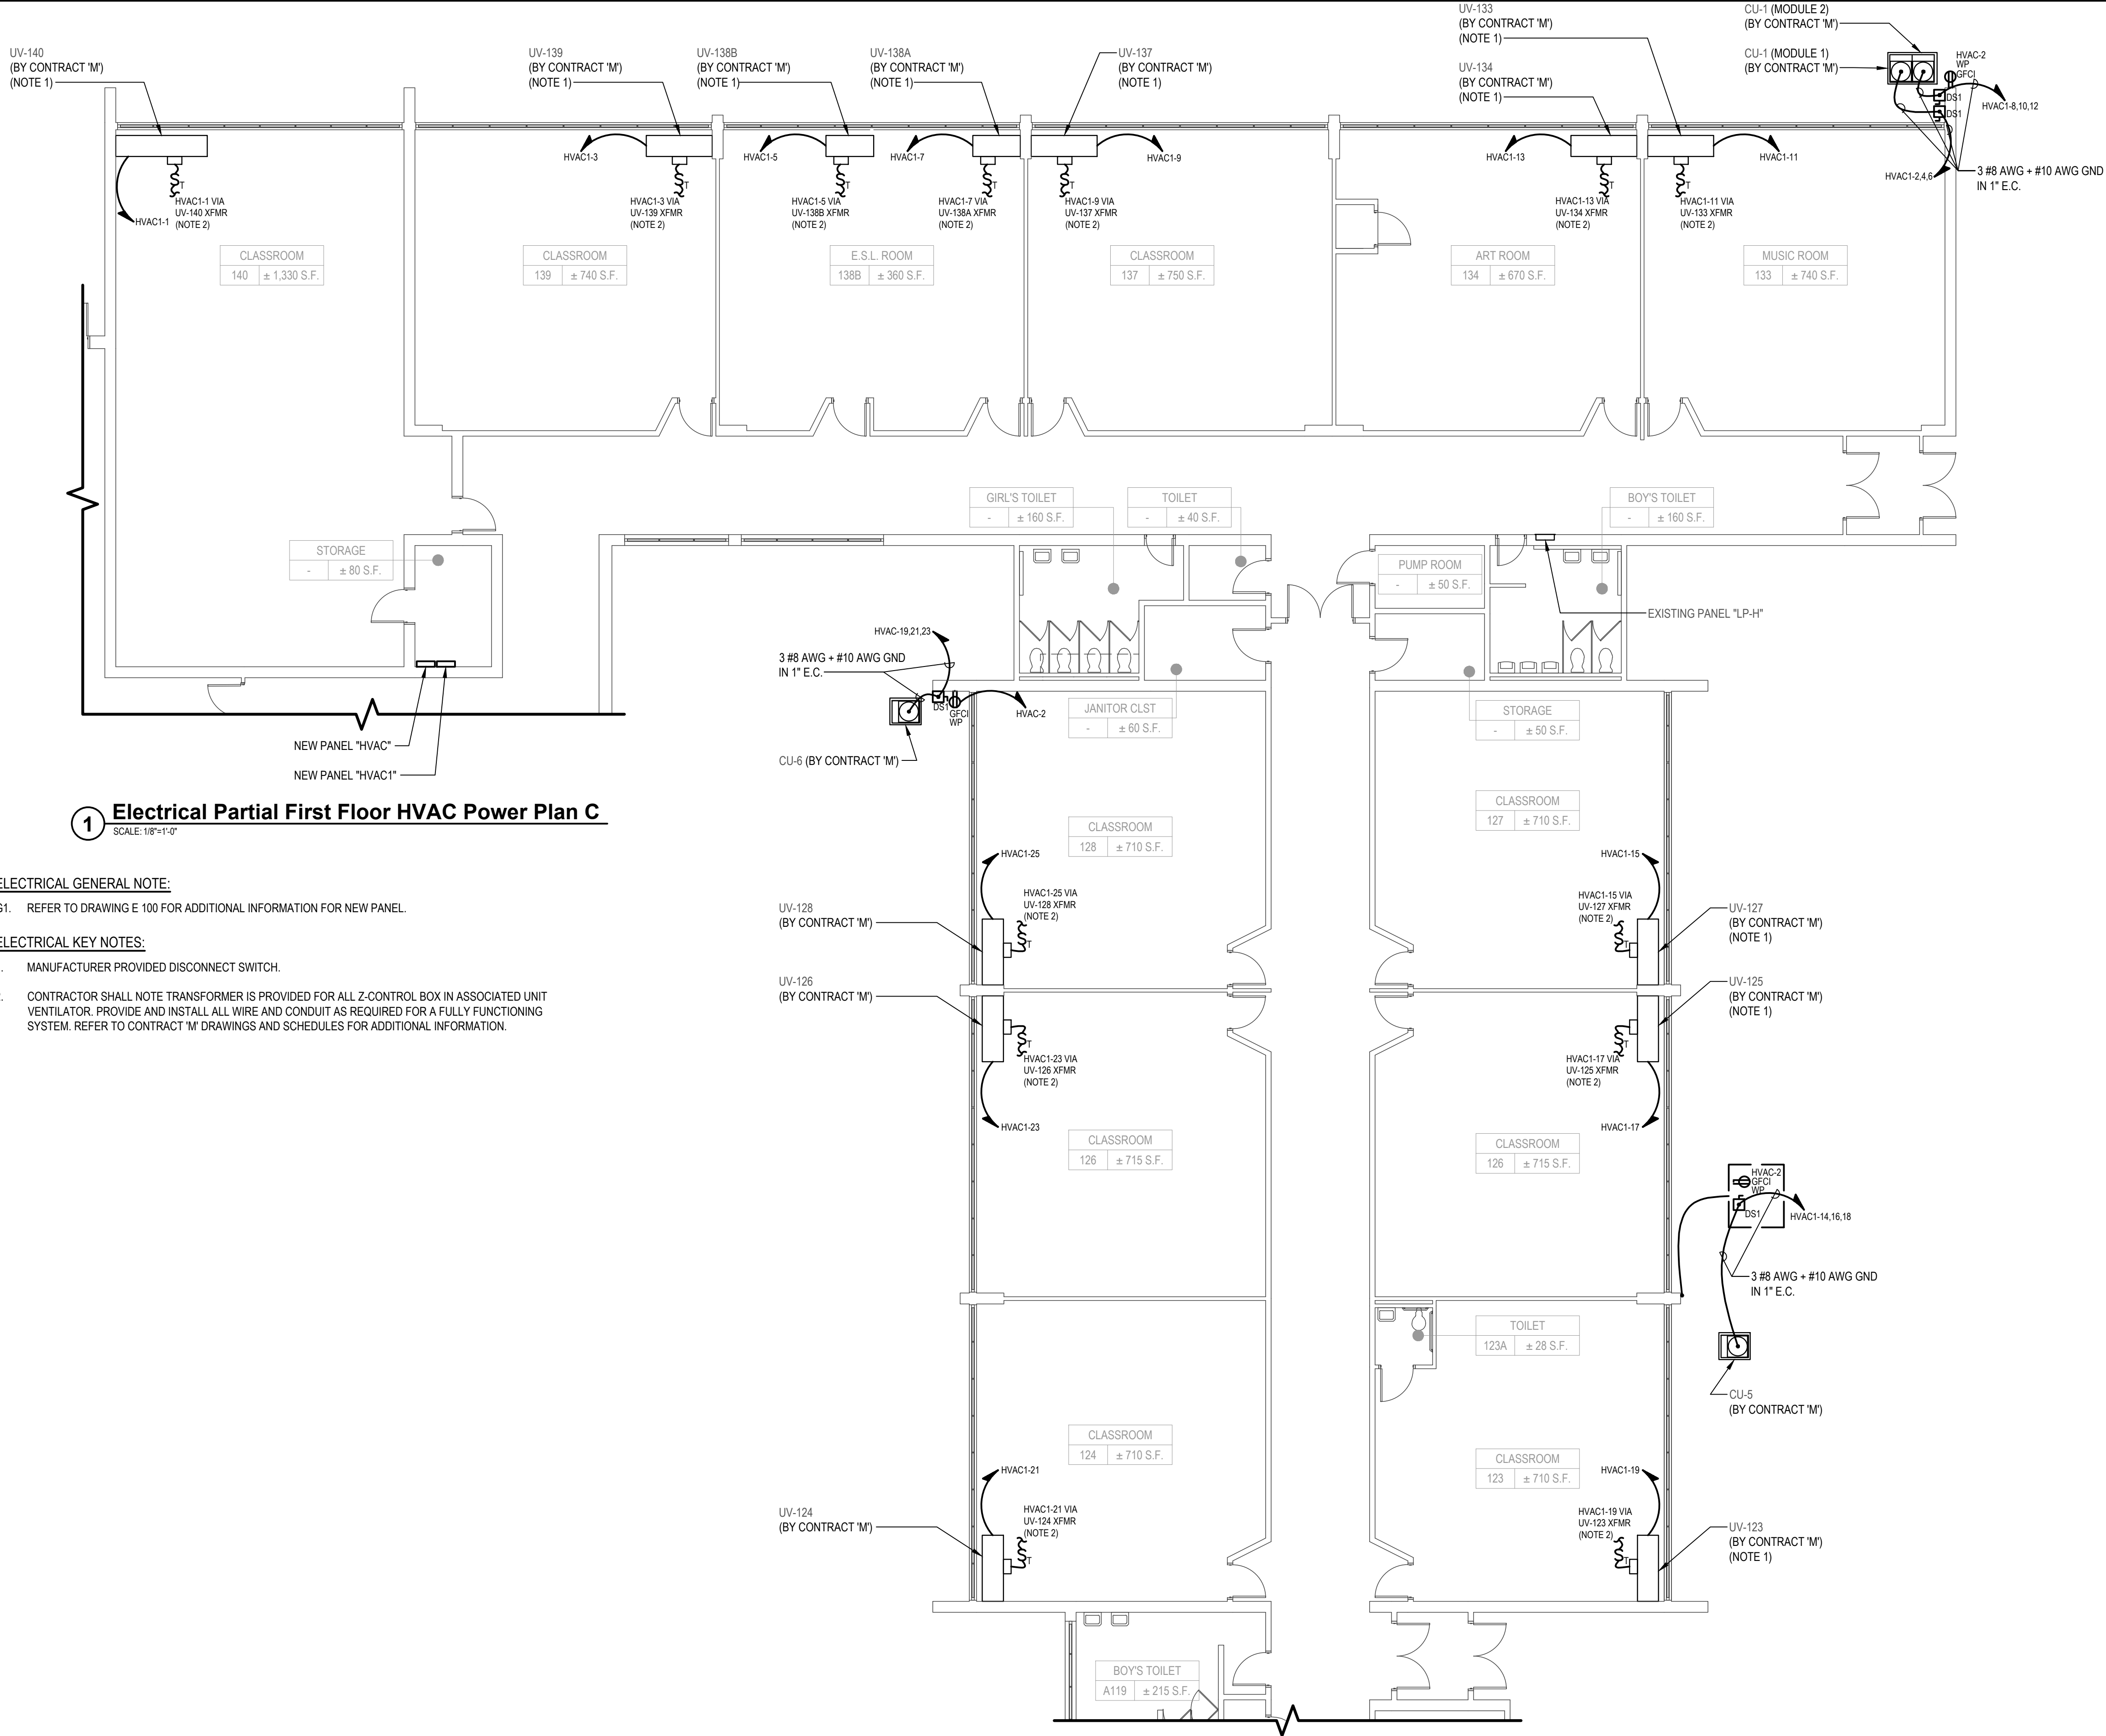 UV-140
(BY CONTRACT 'M')
(NOTE 1)
UV-139
(BY CONTRACT 'M')
(NOTE 1)
UV-138B
(BY CONTRACT 'M')
(NOTE 1)
UV-138A
(BY CONTRACT 'M')
(NOTE 1)
UV-137
(BY CONTRACT 'M')
(NOTE 1)
UV-133
(BY CONTRACT 'M')
(NOTE 1)
UV-134
(BY CONTRACT 'M')
(NOTE 1)
CU-1 (MODULE 2)
(BY CONTRACT 'M')
CU-1 (MODULE 1)
(BY CONTRACT 'M')
HVAC-2
WP
GFCI
DS1
DS1
HVAC1-8,10,12
HVAC1-2,4,6
3 #8 AWG + #10 AWG GND
IN 1" E.C.
HVAC1-1
T
HVAC1-1 VIA
UV-140 XFMR
(NOTE 2)
HVAC1-3
T
HVAC1-3 VIA
UV-139 XFMR
(NOTE 2)
HVAC1-5
T
HVAC1-5 VIA
UV-138B XFMR
(NOTE 2)
HVAC1-7
T
HVAC1-7 VIA
UV-138A XFMR
(NOTE 2)
HVAC1-9
T
HVAC1-9 VIA
UV-137 XFMR
(NOTE 2)
HVAC1-13
T
HVAC1-13 VIA
UV-134 XFMR
(NOTE 2)
HVAC1-11
T
HVAC1-11 VIA
UV-133 XFMR
(NOTE 2)
CLASSROOM
140 ± 1,330 S.F.
CLASSROOM
139 ± 740 S.F.
E.S.L. ROOM
138B ± 360 S.F.
CLASSROOM
137 ± 750 S.F.
ART ROOM
134 ± 670 S.F.
MUSIC ROOM
133 ± 740 S.F.
GIRL'S TOILET
- ± 160 S.F.
TOILET
- ± 40 S.F.
BOY'S TOILET
- ± 160 S.F.
STORAGE
- ± 80 S.F.
PUMP ROOM
- ± 50 S.F.
EXISTING PANEL "LP-H"
HVAC-19,21,23
3 #8 AWG + #10 AWG GND
IN 1" E.C.
DS1
GFCI
WP
HVAC-2
CU-6 (BY CONTRACT 'M')
JANITOR CLST
- ± 60 S.F.
STORAGE
- ± 50 S.F.
NEW PANEL "HVAC"
NEW PANEL "HVAC1"
1 Electrical Partial First Floor HVAC Power Plan C
SCALE: 1/8"=1'-0"
CLASSROOM
128 ± 710 S.F.
CLASSROOM
127 ± 710 S.F.
HVAC1-25
HVAC1-25 VIA
UV-128 XFMR
(NOTE 2)
T
UV-128
(BY CONTRACT 'M')
HVAC1-15
HVAC1-15 VIA
UV-127 XFMR
(NOTE 2)
T
UV-127
(BY CONTRACT 'M')
(NOTE 1)
ELECTRICAL GENERAL NOTE:
G1. REFER TO DRAWING E 100 FOR ADDITIONAL INFORMATION FOR NEW PANEL.
ELECTRICAL KEY NOTES:
. MANUFACTURER PROVIDED DISCONNECT SWITCH.
. CONTRACTOR SHALL NOTE TRANSFORMER IS PROVIDED FOR ALL Z-CONTROL BOX IN ASSOCIATED UNIT
VENTILATOR. PROVIDE AND INSTALL ALL WIRE AND CONDUIT AS REQUIRED FOR A FULLY FUNCTIONING
SYSTEM. REFER TO CONTRACT 'M' DRAWINGS AND SCHEDULES FOR ADDITIONAL INFORMATION.
UV-126
(BY CONTRACT 'M')
T
HVAC1-23 VIA
UV-126 XFMR
(NOTE 2)
HVAC1-23
UV-125
(BY CONTRACT 'M')
(NOTE 1)
T
HVAC1-17 VIA
UV-125 XFMR
(NOTE 2)
HVAC1-17
CLASSROOM
126 ± 715 S.F.
CLASSROOM
126 ± 715 S.F.
HVAC-2
GFCI
WP
DS1
HVAC1-14,16,18
3 #8 AWG + #10 AWG GND
IN 1" E.C.
TOILET
123A ± 28 S.F.
CU-5
(BY CONTRACT 'M')
CLASSROOM
124 ± 710 S.F.
CLASSROOM
123 ± 710 S.F.
HVAC1-21
HVAC1-21 VIA
UV-124 XFMR
(NOTE 2)
T
UV-124
(BY CONTRACT 'M')
HVAC1-19
HVAC1-19 VIA
UV-123 XFMR
(NOTE 2)
T
UV-123
(BY CONTRACT 'M')
(NOTE 1)
BOY'S TOILET
A119 ± 215 S.F.